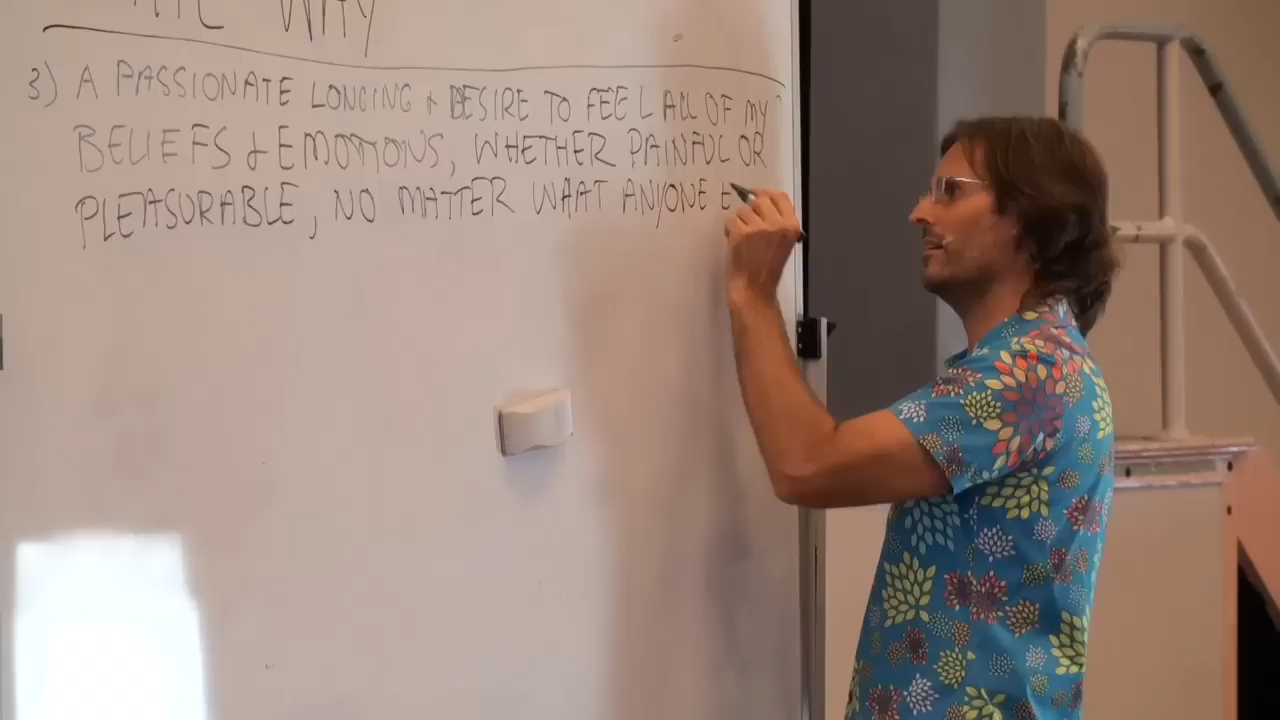 WAY
3) A PASSIONATE LONGING & DESIRE TO FEEL ALL OF MY
BELIEFS & EMOTIONS, WHETHER PAINFUL OR
PLEASURABLE, NO MATTER WHAT ANYONE E